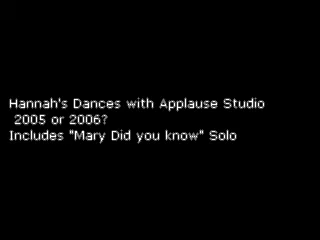 Hannah's Dances with Applause Studio
2005 or 2006?
Includes "Mary Did you know" Solo